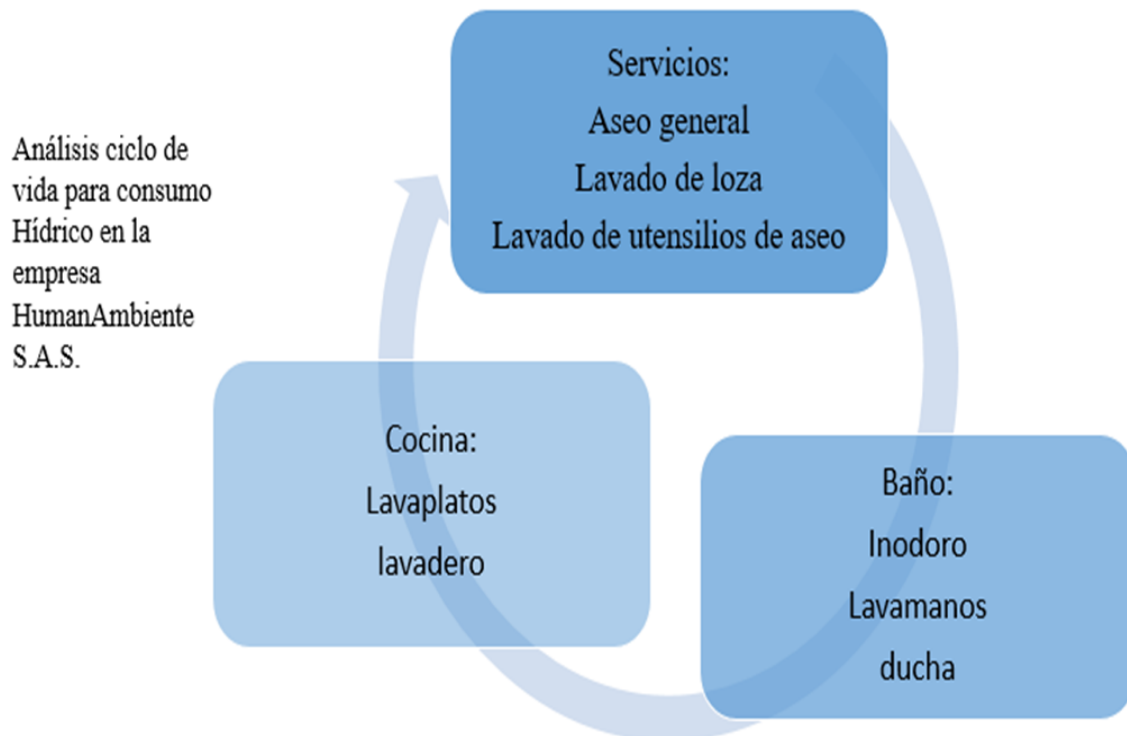 Análisis ciclo de
vida para consumo
Hídrico en la
empresa
HumanAmbiente
S.A.S.
Servicios:
Aseo general
Lavado de loza
Lavado de utensilios de aseo
Baño:
Inodoro
Lavamanos
ducha
Cocina:
Lavaplatos
lavadero